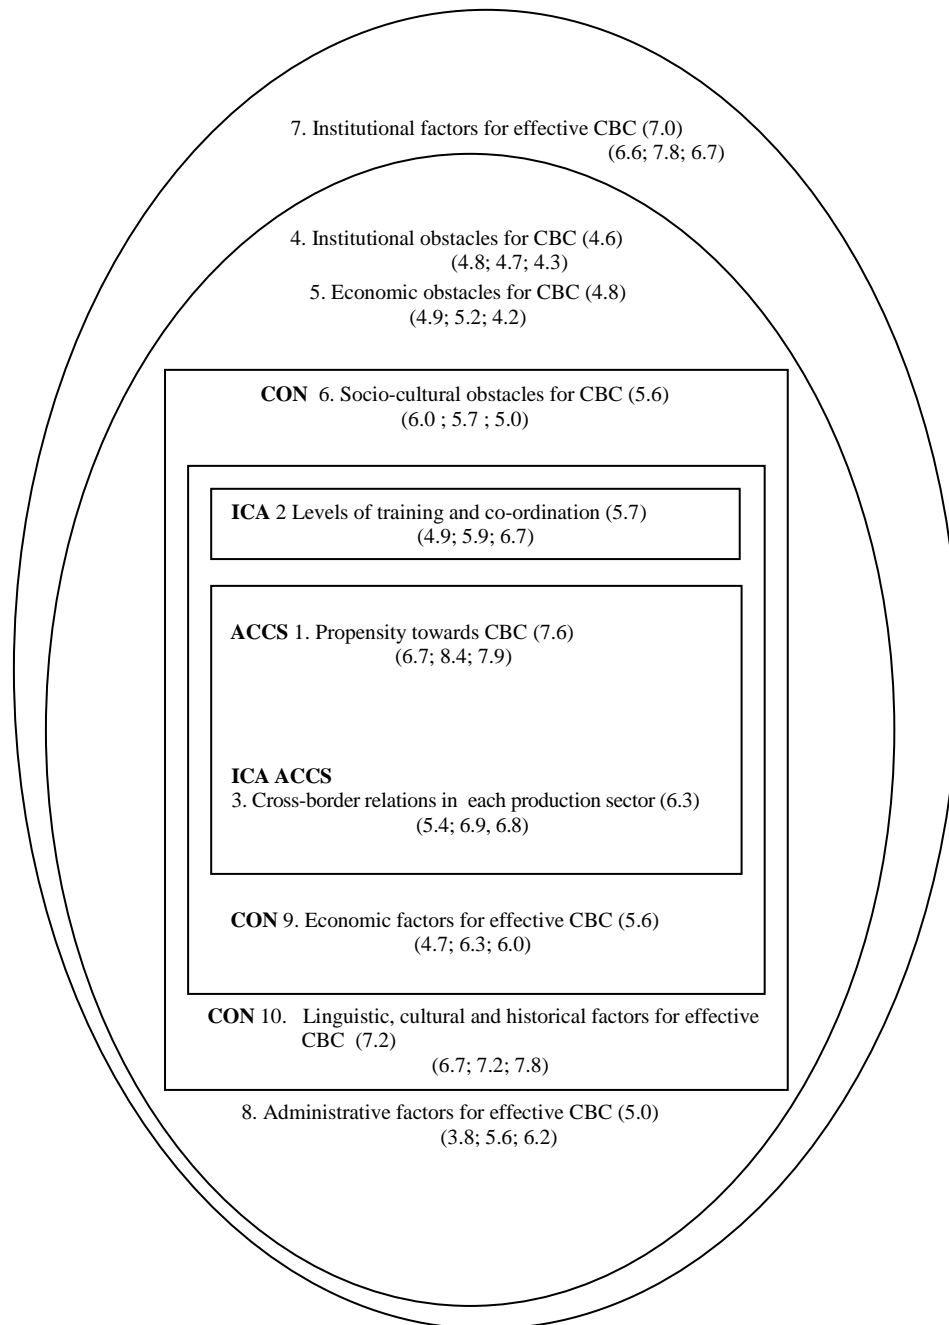 7. Institutional factors for effective CBC (7.0)
(6.6; 7.8; 6.7)
4. Institutional obstacles for CBC (4.6)
(4.8; 4.7; 4.3)
5. Economic obstacles for CBC (4.8)
(4.9; 5.2; 4.2)
CON 6. Socio-cultural obstacles for CBC (5.6)
(6.0 ; 5.7 ; 5.0)
ICA 2 Levels of training and co-ordination (5.7)
(4.9; 5.9; 6.7)
ACCS 1. Propensity towards CBC (7.6)
(6.7; 8.4; 7.9)
ICA ACCS
3. Cross-border relations in each production sector (6.3)
(5.4; 6.9, 6.8)
CON 9. Economic factors for effective CBC (5.6)
(4.7; 6.3; 6.0)
CON 10. Linguistic, cultural and historical factors for effective
CBC (7.2)
(6.7; 7.2; 7.8)
8. Administrative factors for effective CBC (5.0)
(3.8; 5.6; 6.2)